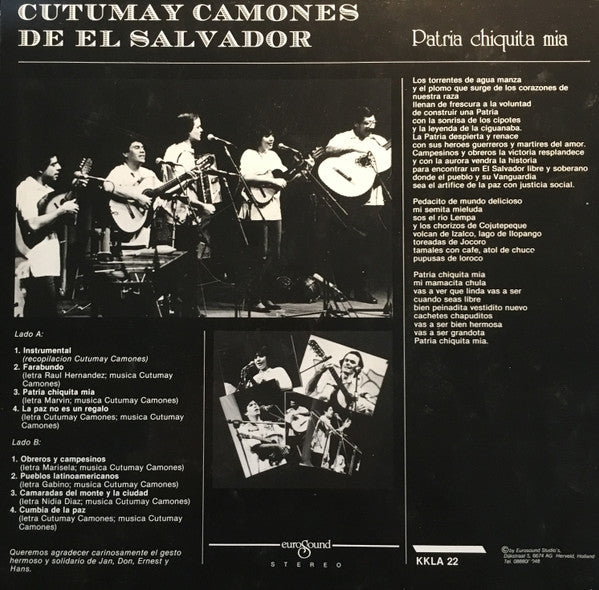 CUTUMAY CAMONES
DE EL SALVADOR
Patria chiquita mia
Los torrentes de agua manza
y el plomo que surge de los corazones de
nuestra raza
llenan de frescura a la voluntad
de construir una Patria
con la sonrisa de los cipotes
y la leyenda de la ciguanaba.
La Patria despierta y renace
con sus heroes guerreros y martires del amor.
Campesinos y obreros la victoria resplandece
y con la aurora vendra la historia
para encontrar un El Salvador libre y soberano
donde el pueblo y su Vanguardia
sea el artifice de la paz con justicia social.
Pedacito de mundo delicioso
mi semita mieluda
sos el rio Lempa
y los chorizos de Cojutepeque
volcan de Izalco, lago de Ilopango
toreadas de Jocoro
tamales con cafe, atol de chuco
pupusas de loroco
Patria chiquita mia
mi mamacita chula
vas a ver que linda vas a ser
cuando seas libre
bien peinadita vestidito nuevo
cachetes chapuditos
vas a ser bien hermosa
vas a ser grandota
Patria chiquita mia.
Lado A:
1. Instrumental
(recopilacion Cutumay Camones)
2. Farabundo
(letra Raul Hernandez; musica Cutumay
Camones)
3. Patria chiquita mia
(letra Marvin; musica Cutumay Camones)
4. La paz no es un regalo
(letra Cutumay Camones; musica Cutumay
Camones)
Lado B:
1. Obreros y campesinos
(letra Marisela; musica Cutumay Camones)
2. Pueblos latinoamericanos
(letra Gabino; musica Cutumay Camones)
3. Camaradas del monte y la ciudad
(letra Nidia Diaz; musica Cutumay Camones)
4. Cumbia de la paz
(letra Cutumay Camones; musica Cutumay
Camones)
Queremos agradecer carinosamente el gesto
hermoso y solidario de Jan, Don, Ernest y
Hans.
euroSound
STEREO
KKLA 22
© by Eurosound Studio's,
Dakstraat 5, 6674 AG Herveld, Holland
Tel.